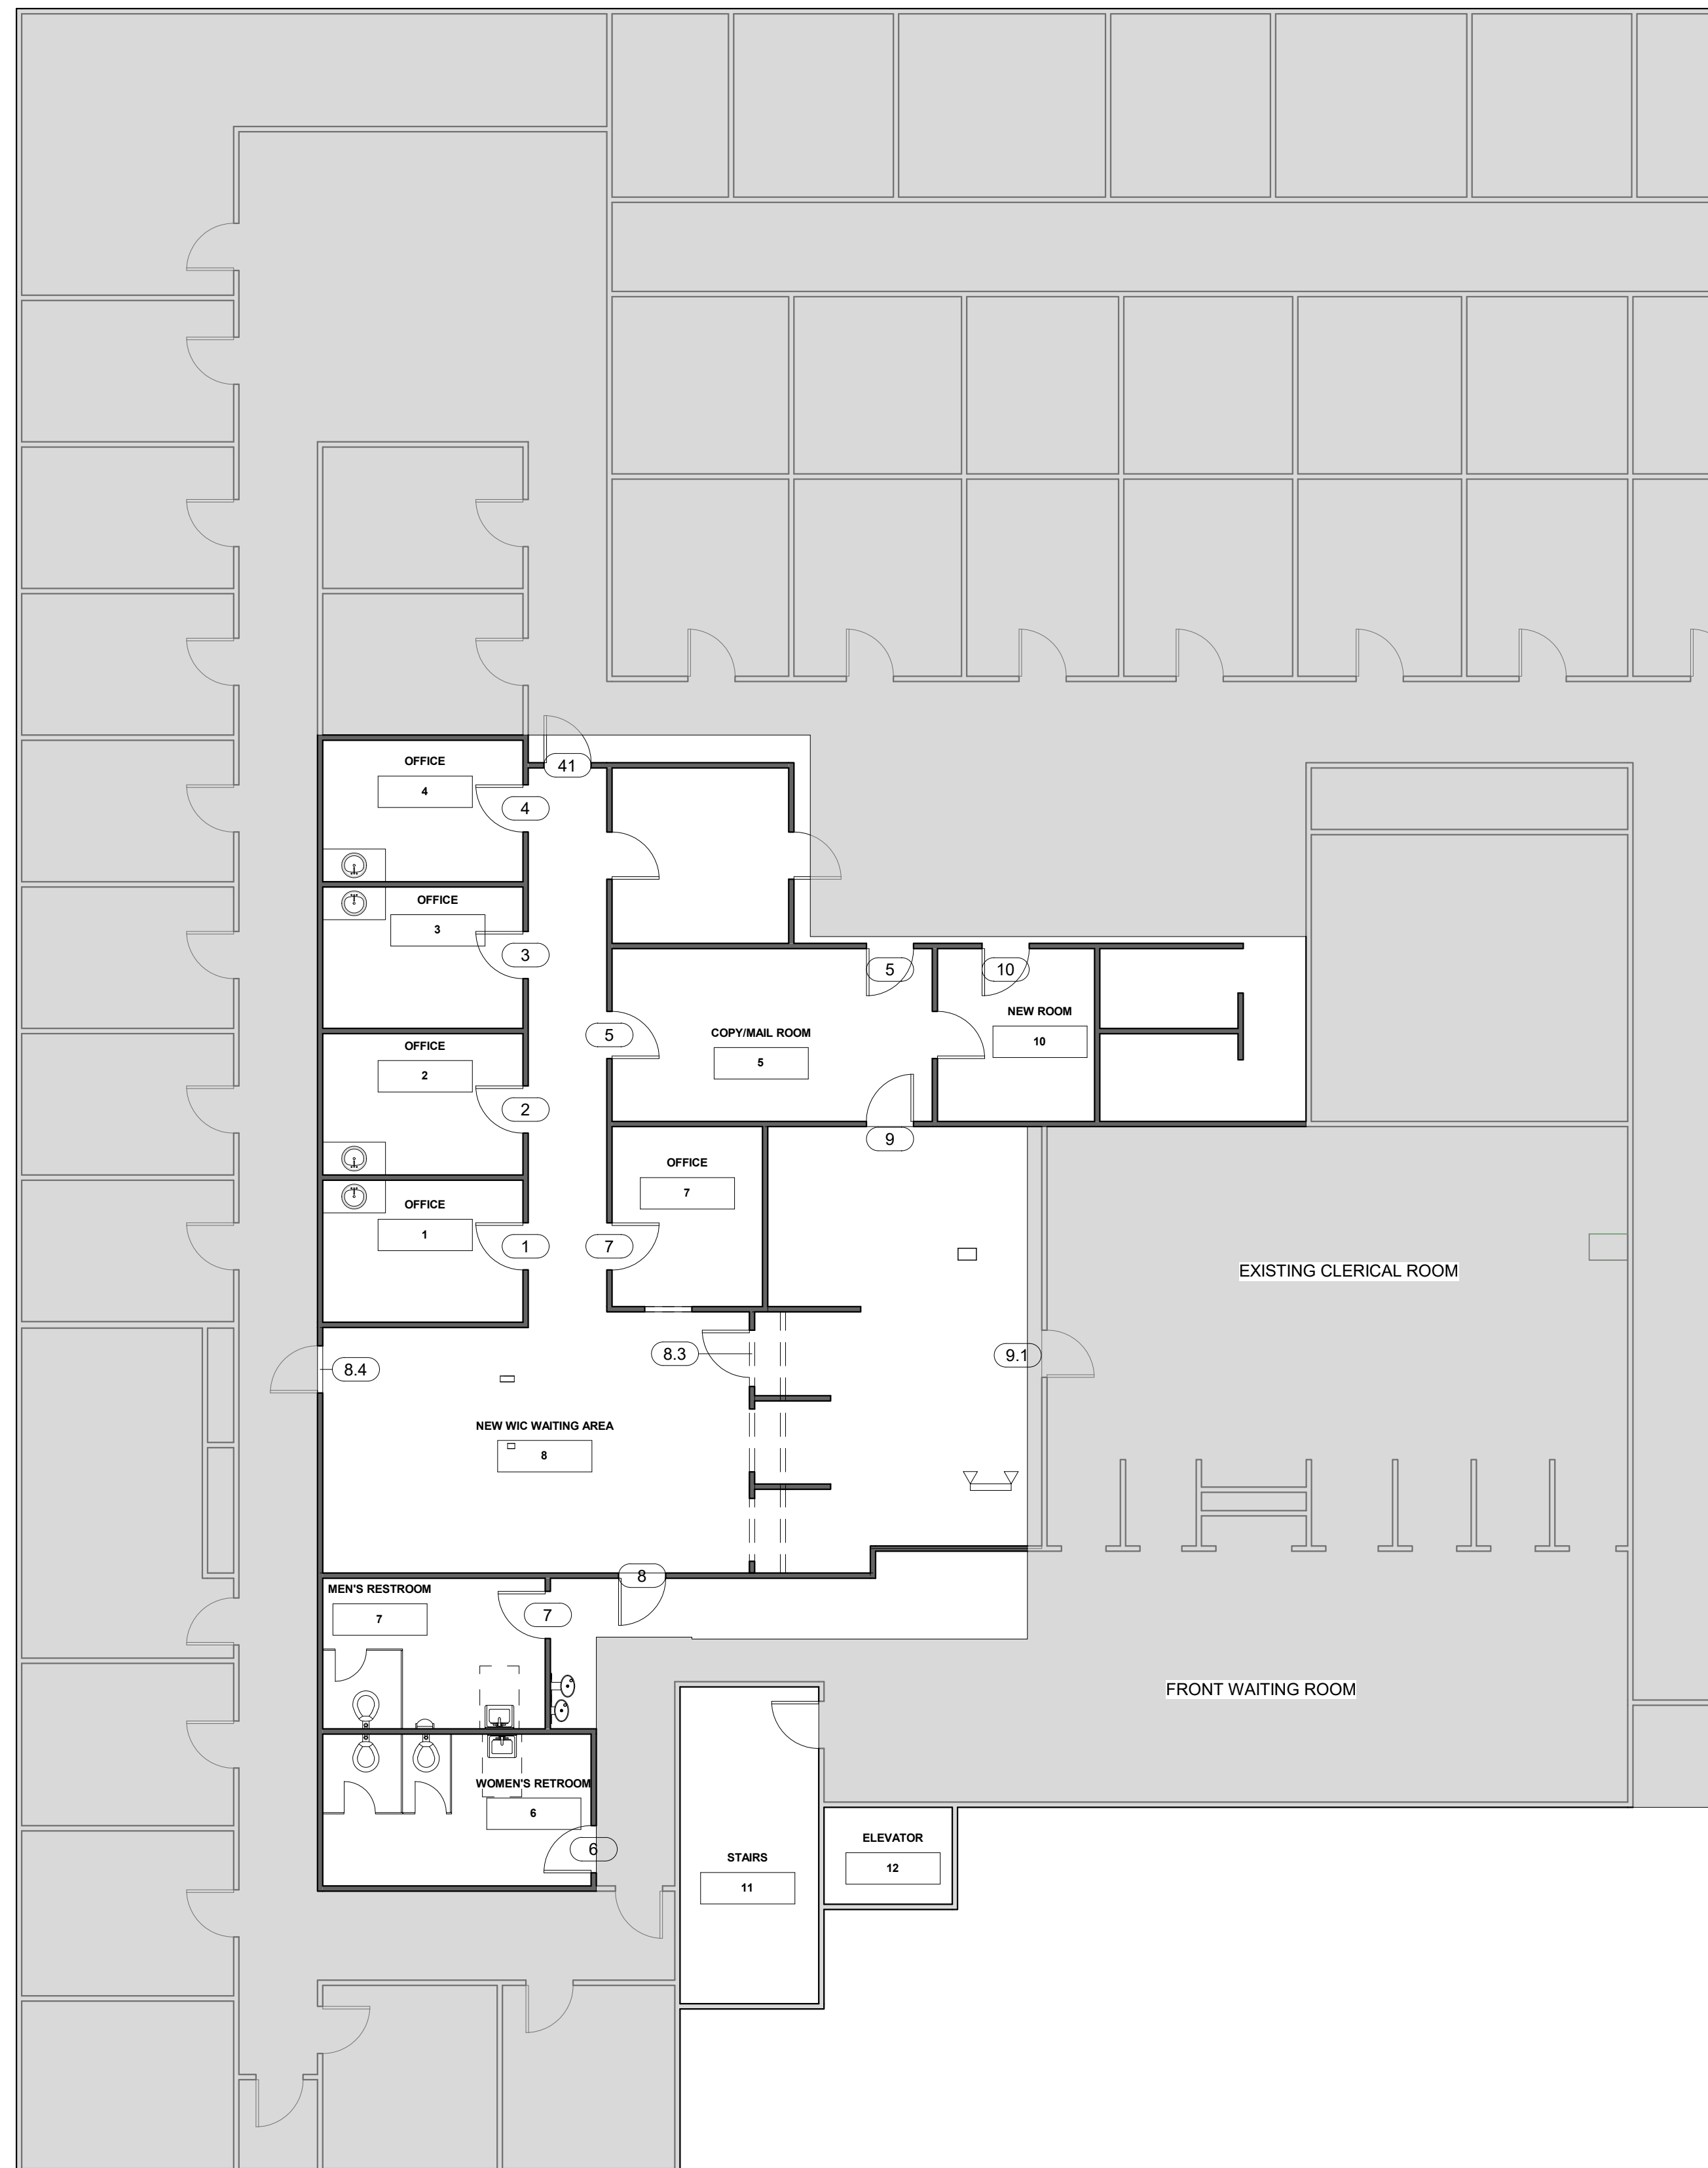 41
OFFICE
4
4
OFFICE
3
3
5
10
NEW ROOM
10
COPY/MAIL ROOM
5
5
OFFICE
2
2
9
OFFICE
7
OFFICE
1
1
7
EXISTING CLERICAL ROOM
8.3
9.1
8.4
NEW WIC WAITING AREA
8
8
MEN'S RESTROOM
7
7
FRONT WAITING ROOM
WOMEN'S RETROOM
6
6
ELEVATOR
12
STAIRS
11